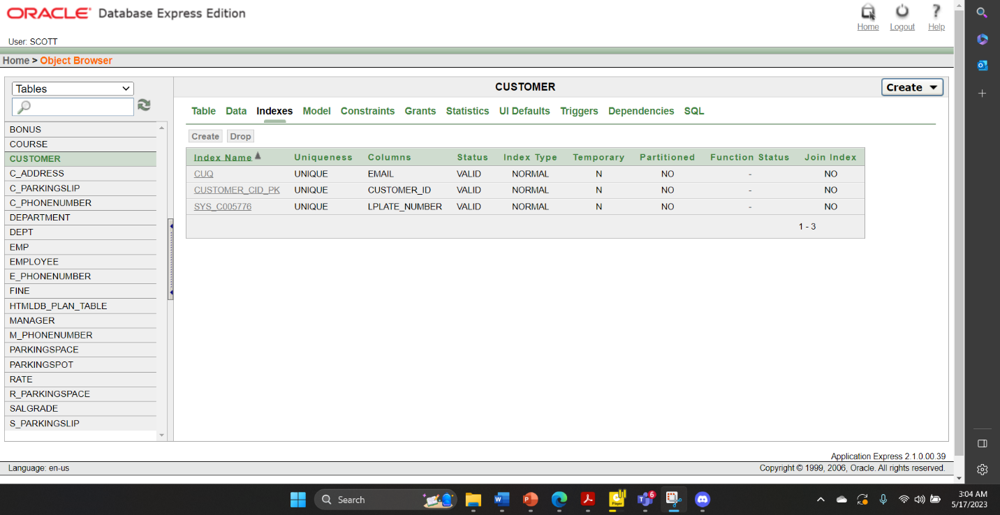 ORACLE® Database Express Edition
Home Logout Help
User: SCOTT
Home > Object Browser
Tables
BONUS
COURSE
CUSTOMER
C_ADDRESS
C_PARKINGSLIP
C_PHONENUMBER
DEPARTMENT
DEPT
EMP
EMPLOYEE
E_PHONENUMBER
FINE
HTMLDB_PLAN_TABLE
MANAGER
M_PHONENUMBER
PARKINGSPACE
PARKINGSPOT
RATE
R_PARKINGSPACE
SALGRADE
S_PARKINGSLIP
CUSTOMER
Create
Table Data Indexes Model Constraints Grants Statistics UI Defaults Triggers Dependencies SQL
Create Drop
Index Name Uniqueness Columns Status Index Type Temporary Partitioned Function Status Join Index
CUQ UNIQUE EMAIL VALID NORMAL N NO - NO
CUSTOMER_CID_PK UNIQUE CUSTOMER_ID VALID NORMAL N NO - NO
SYS_C005776 UNIQUE LPLATE_NUMBER VALID NORMAL N NO - NO
1 - 3
Application Express 2.1.0.00.39
Language: en-us Copyright © 1999, 2006, Oracle. All rights reserved.
Search
6
3:04 AM
5/17/2023